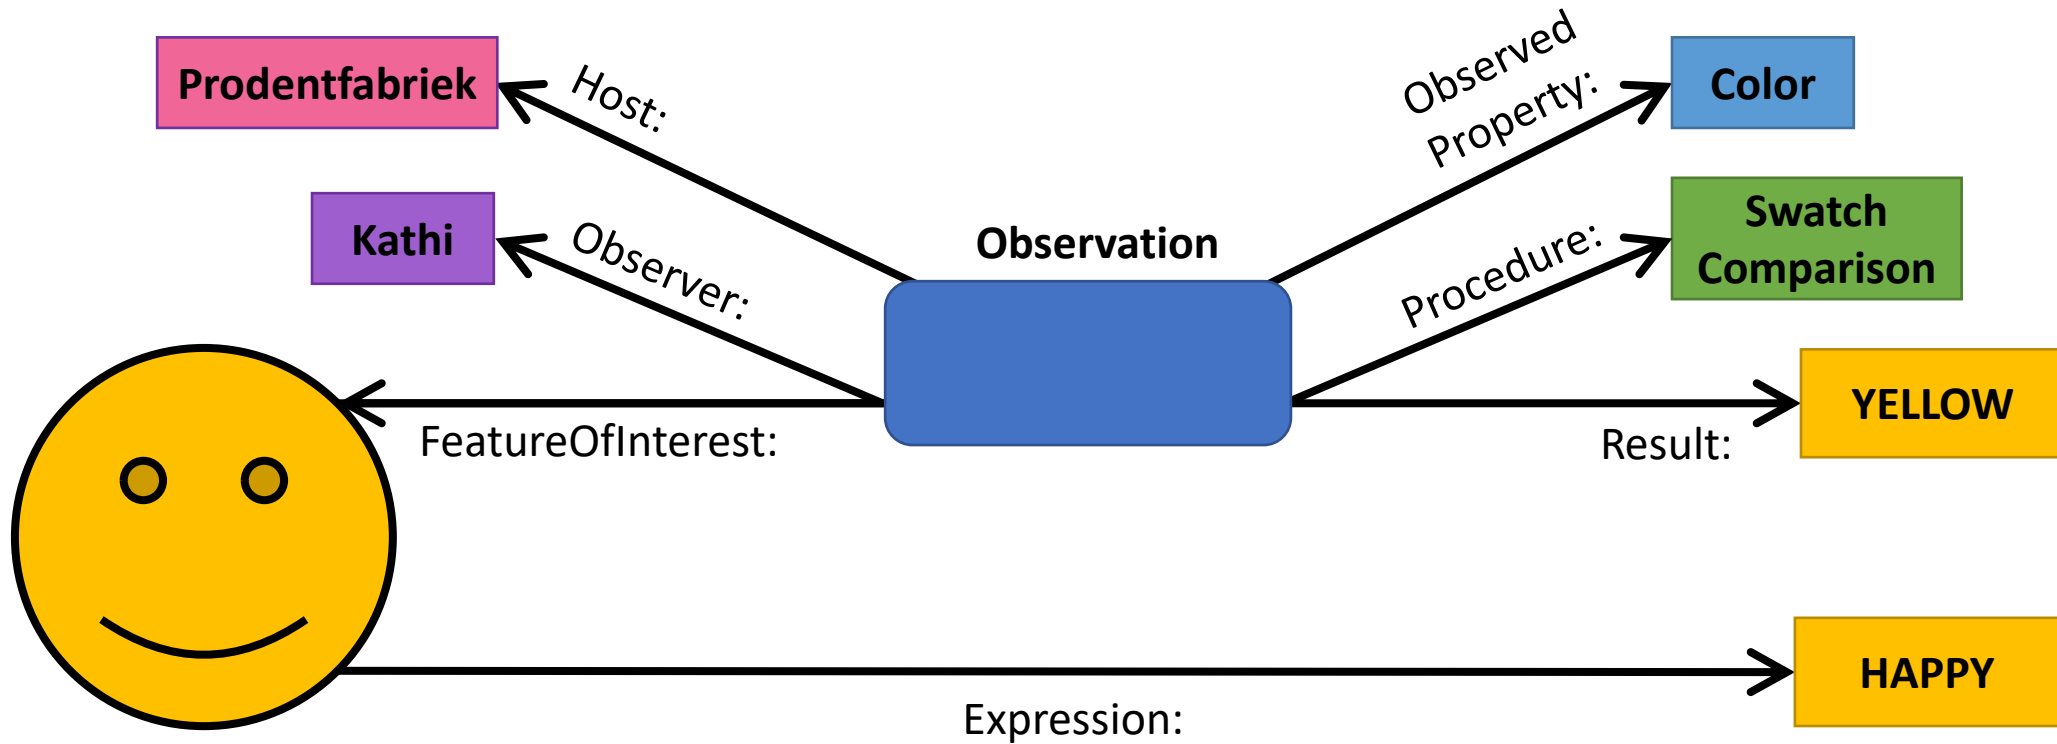 Prodentfabriek
Host:
Observed
Property:
Color
Kathi
Observer:
Observation
Procedure:
Swatch
Comparison
FeatureOfInterest:
Result:
YELLOW
Expression:
HAPPY